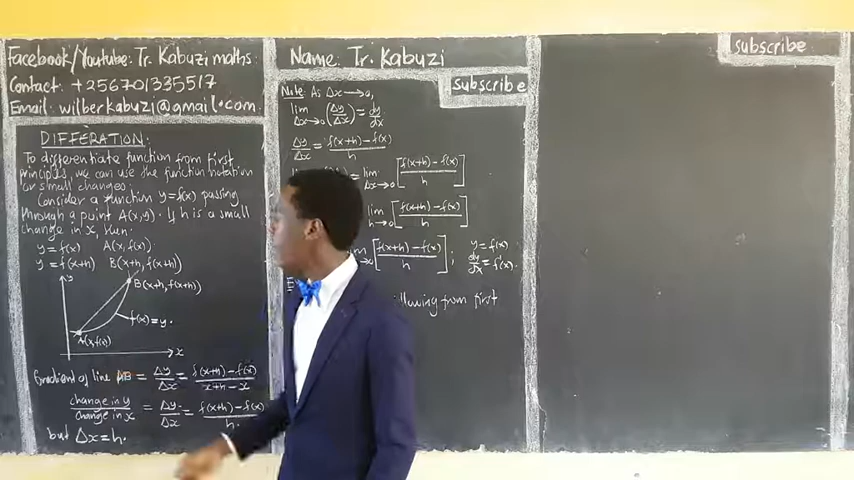 Facebook/Youtube: Tr. Kabuzi maths
Contact: +256701335517
Email: wilberkabuzi@gmail.com
DIFFERATION
To differentiate function from first
principles, we can use the function notation
or small changes.
Consider a function y=f(x) passing
through a point A(x,y). If h is a small
change in x, then
y = f(x) A(x, f(x))
y = f(x+h) B(x+h, f(x+h))
y
B(x+h, f(x+h))
f(x)=y.
A(x,f(x))
x
Gradient of line AB = Δy/Δx = f(x+h)-f(x)/x+h-x
change in y/change in x = Δy/Δx = f(x+h)-f(x)/h.
but Δx=h.
Name: Tr. Kabuzi
subscribe
Note: As Δx→0,
lim Δx→0 (Δy/Δx) = dy/dx
Δy/Δx = f(x+h)-f(x)/h
lim Δx→0 [f(x+h)-f(x)/h]
lim h→0 [f(x+h)-f(x)/h]
[f(x+h)-f(x)/h] ; y=f(x)
dy/dx = f'(x).
from first
subscribe